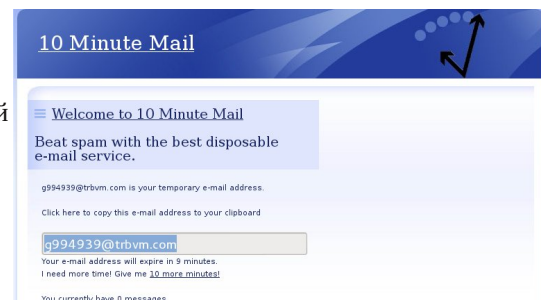 10 Minute Mail
й
Welcome to 10 Minute Mail
Beat spam with the best disposable
e-mail service.
g994939@trbvm.com is your temporary e-mail address.
Click here to copy this e-mail address to your clipboard
g994939@trbvm.com
Your e-mail address will expire in 9 minutes.
I need more time! Give me 10 more minutes!
You currently have 0 messages